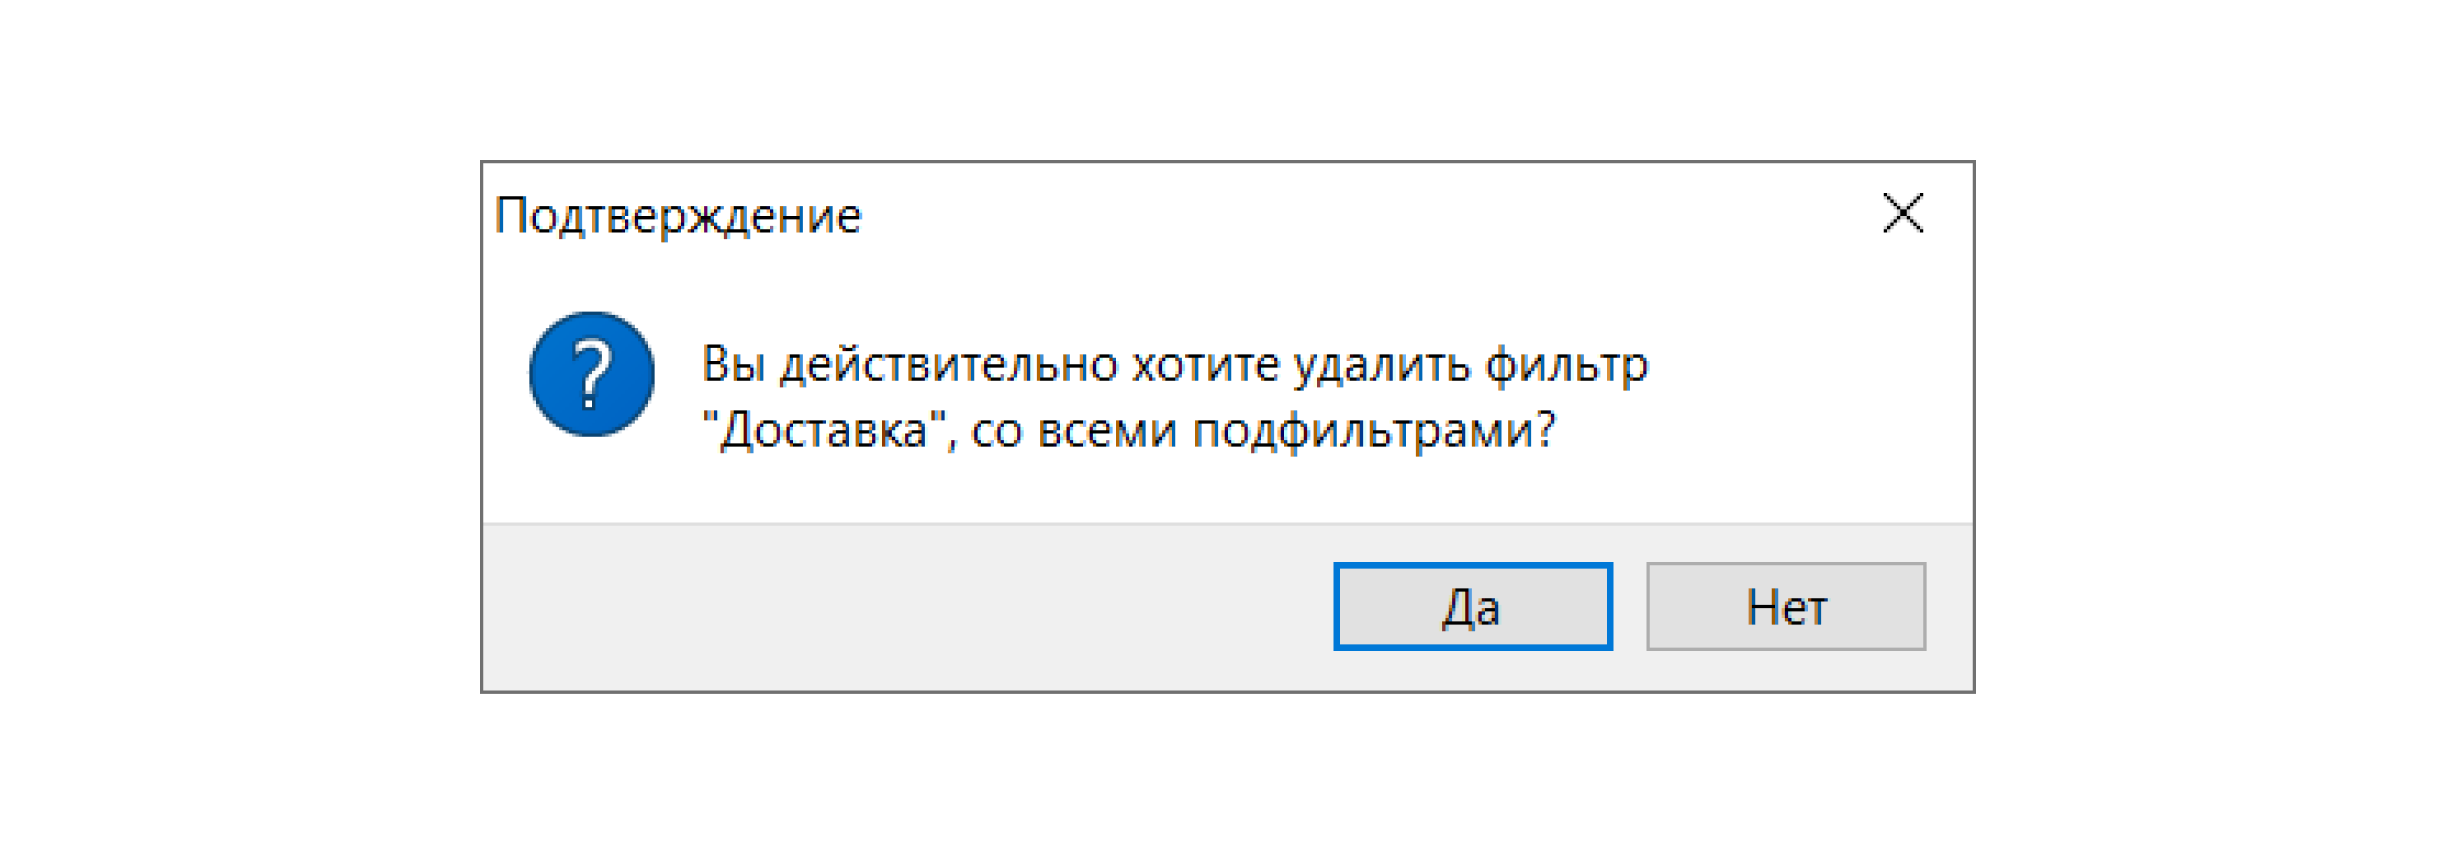 Подтверждение
?
Вы действительно хотите удалить фильтр
"Доставка", со всеми подфильтрами?
Да
Нет